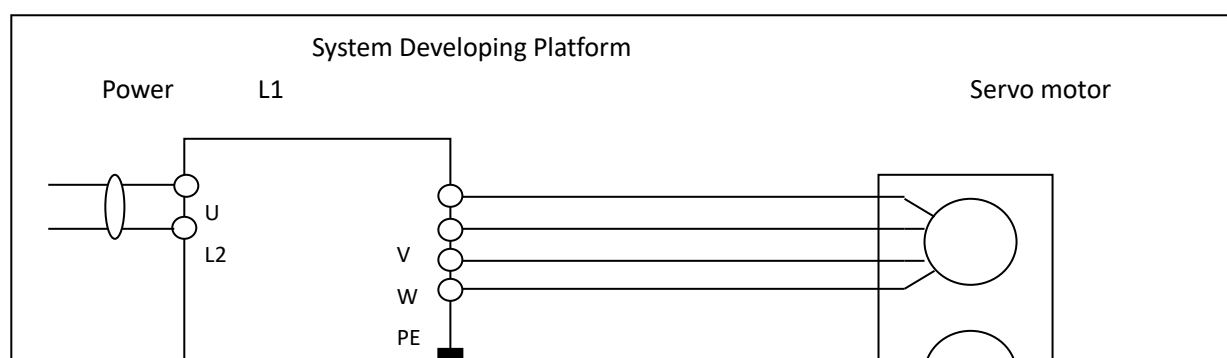 System Developing Platform
Power L1 Servo motor
U
L2 V
W
PE